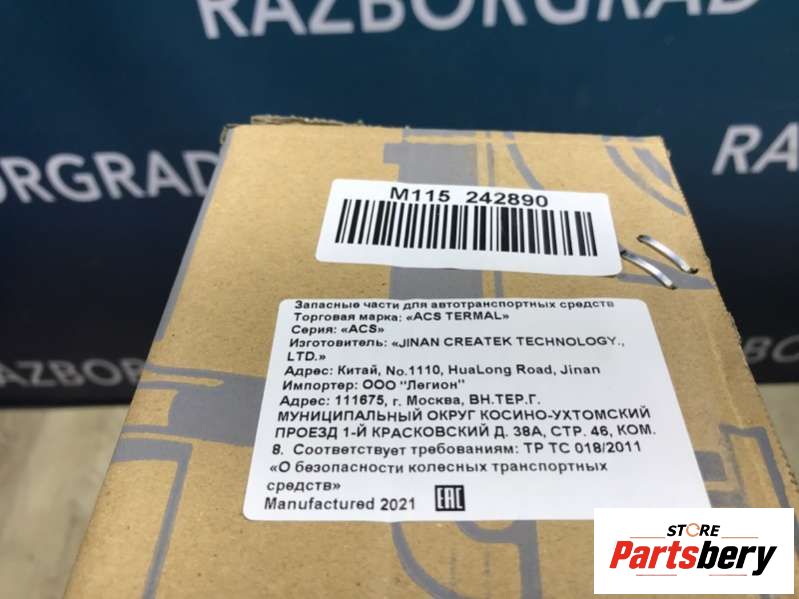 RAZBORGRAD
RAZBORGRAD
BORGRAD
RAZBO
M115 242890
Запасные части для автотранспортных средств
Торговая марка: «ACS TERMAL»
Серия: «ACS»
Изготовитель: «JINAN CREATEK TECHNOLOGY.,
LTD.»
Адрес: Китай, No.1110, HuaLong Road, Jinan
Импортер: ООО "Легион"
Адрес: 111675, г. Москва, ВН.ТЕР.Г.
МУНИЦИПАЛЬНЫЙ ОКРУГ КОСИНО-УХТОМСКИЙ
ПРОЕЗД 1-Й КРАСКОВСКИЙ Д. 38А, СТР. 46, КОМ.
8. Соответствует требованиям: ТР ТС 018/2011
«О безопасности колесных транспортных
средств»
Manufactured 2021 EAC
STORE
Partsbery